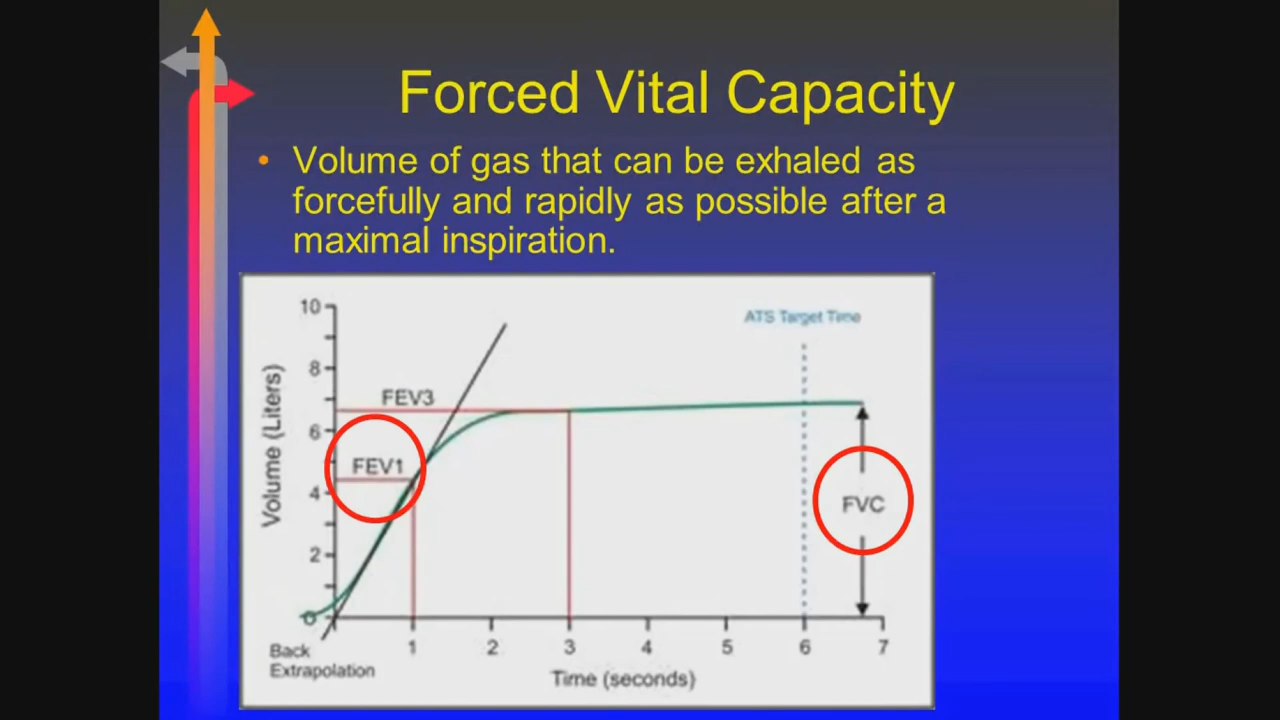 Forced Vital Capacity
• Volume of gas that can be exhaled as
forcefully and rapidly as possible after a
maximal inspiration.
ATS Target Time
10
8
6
4
2
0
Volume (Liters)
FEV3
FEV1
FVC
1 2 3 4 5 6 7
Back
Extrapolation
Time (seconds)